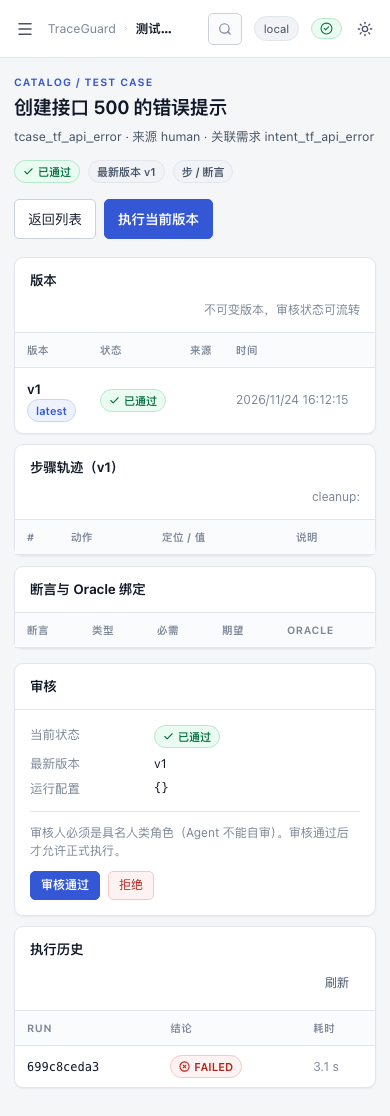 TraceGuard › 测试... local
CATALOG / TEST CASE
创建接口 500 的错误提示
tcase_tf_api_error · 来源 human · 关联需求 intent_tf_api_error
已通过 最新版本 v1 步 / 断言
返回列表 执行当前版本
版本
不可变版本，审核状态可流转
版本 状态 来源 时间
v1 latest 已通过 2026/11/24 16:12:15
步骤轨迹（v1）
cleanup:
# 动作 定位 / 值 说明
断言与 Oracle 绑定
断言 类型 必需 期望 ORACLE
审核
当前状态 已通过
最新版本 v1
运行配置 {}
审核人必须是具名人类角色（Agent 不能自审）。审核通过后
才允许正式执行。
审核通过 拒绝
执行历史
刷新
RUN 结论 耗时
699c8ceda3 FAILED 3.1 s